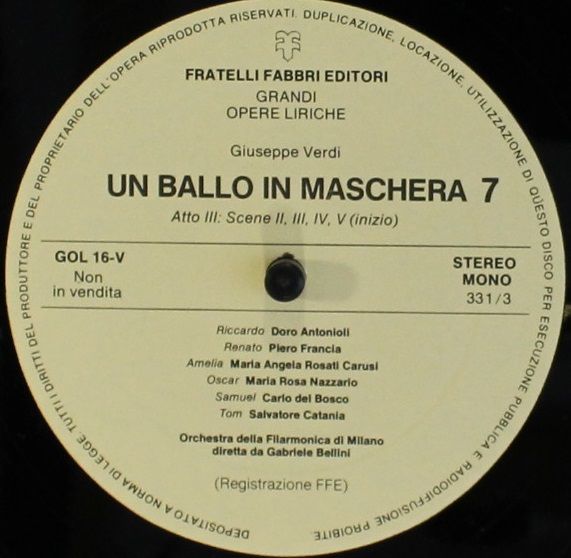 DEPOSITATO A NORMA DI LEGGE. TUTTI I DIRITTI DEL PRODUTTORE E DEL PROPRIETARIO DELL'OPERA RIPRODOTTA RISERVATI. DUPLICAZIONE, LOCAZIONE, UTILIZZAZIONE DI QUESTO DISCO PER ESECUZIONE PUBBLICA E RADIODIFFUSIONE PROIBITE.
FRATELLI FABBRI EDITORI
GRANDI
OPERE LIRICHE
Giuseppe Verdi
UN BALLO IN MASCHERA 7
Atto III: Scene II, III, IV, V (inizio)
GOL 16-V
Non
in vendita
STEREO
MONO
331/3
Riccardo Doro Antonioli
Renato Piero Francia
Amelia Maria Angela Rosati Carusi
Oscar Maria Rosa Nazzario
Samuel Carlo del Bosco
Tom Salvatore Catania
Orchestra della Filarmonica di Milano
diretta da Gabriele Bellini
(Registrazione FFE)